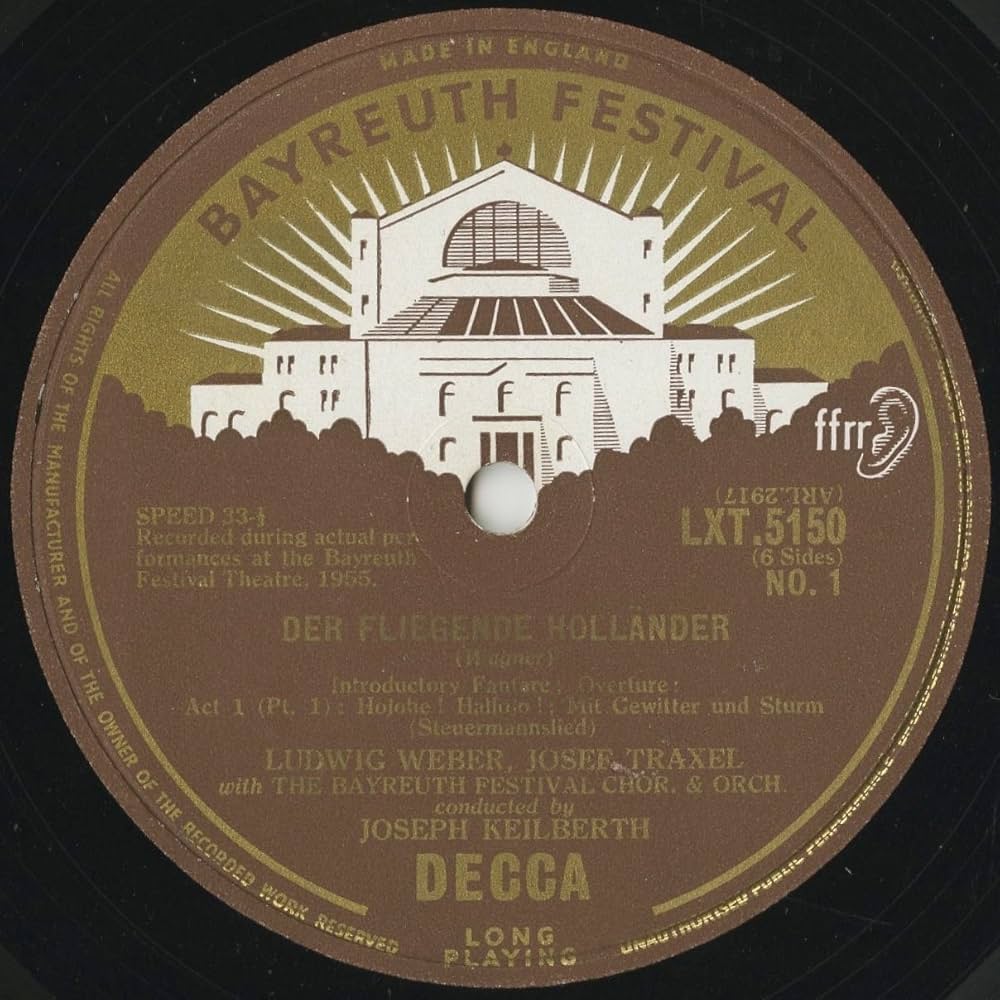 MADE IN ENGLAND
BAYREUTH FESTIVAL
ffrr
(ARL.2917)
SPEED 33-⅓
Recorded during actual per
formances at the Bayreuth
Festival Theatre, 1955.
LXT.5150
(6 Sides)
NO. 1
DER FLIEGENDE HOLLÄNDER
(Wagner)
Introductory Fanfare; Overture:
Act 1 (Pt. 1): Hojohe! Hallojo!; Mit Gewitter und Sturm
(Steuermannslied)
LUDWIG WEBER, JOSEF TRAXEL
with THE BAYREUTH FESTIVAL CHOR. & ORCH.
conducted by
JOSEPH KEILBERTH
DECCA
LONG
PLAYING
ALL RIGHTS OF THE MANUFACTURER AND OF THE OWNER OF THE RECORDED WORK RESERVED
UNAUTHORISED PUBLIC PERFORMANCE